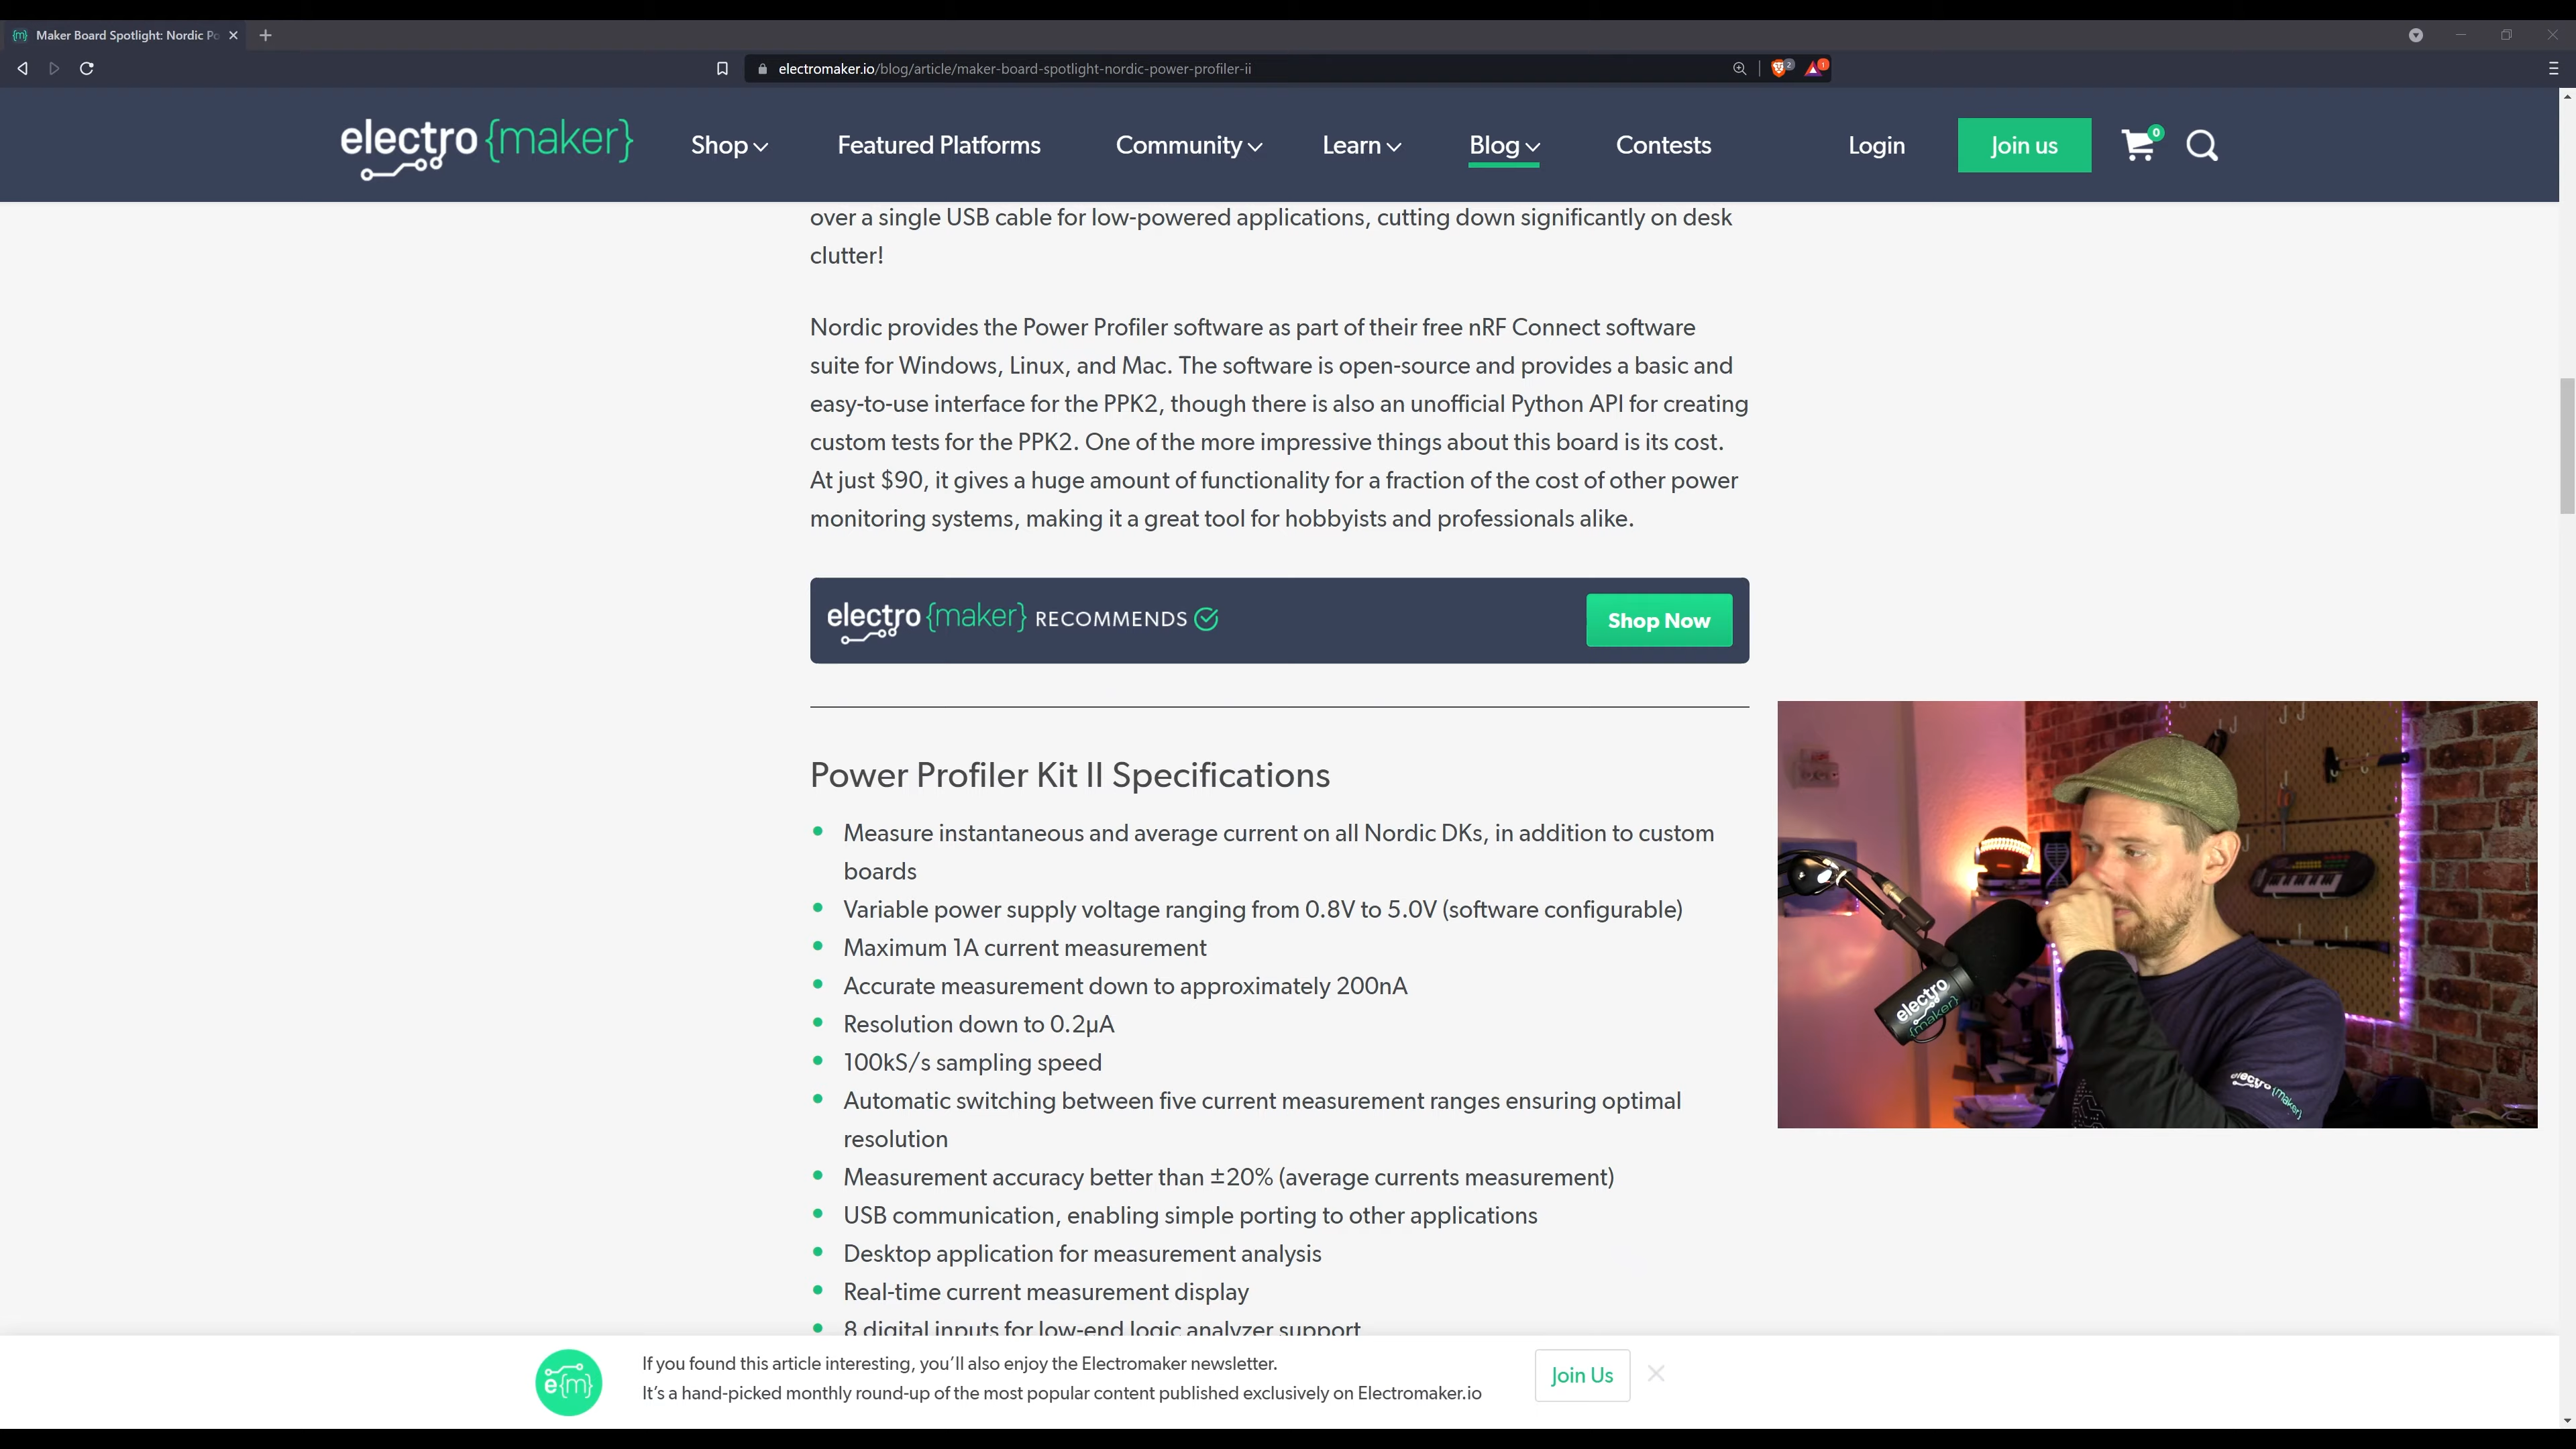 Maker Board Spotlight: Nordic Po
electromaker.io/blog/article/maker-board-spotlight-nordic-power-profiler-ii
2
1
electro {maker}
Shop
Featured Platforms
Community
Learn
Blog
Contests
Login
Join us
0
over a single USB cable for low-powered applications, cutting down significantly on desk
clutter!
Nordic provides the Power Profiler software as part of their free nRF Connect software
suite for Windows, Linux, and Mac. The software is open-source and provides a basic and
easy-to-use interface for the PPK2, though there is also an unofficial Python API for creating
custom tests for the PPK2. One of the more impressive things about this board is its cost.
At just $90, it gives a huge amount of functionality for a fraction of the cost of other power
monitoring systems, making it a great tool for hobbyists and professionals alike.
electro {maker} RECOMMENDS
Shop Now
Power Profiler Kit II Specifications
Measure instantaneous and average current on all Nordic DKs, in addition to custom
boards
Variable power supply voltage ranging from 0.8V to 5.0V (software configurable)
Maximum 1A current measurement
Accurate measurement down to approximately 200nA
Resolution down to 0.2µA
100kS/s sampling speed
Automatic switching between five current measurement ranges ensuring optimal
resolution
Measurement accuracy better than ±20% (average currents measurement)
USB communication, enabling simple porting to other applications
Desktop application for measurement analysis
Real-time current measurement display
8 digital inputs for low-end logic analyzer support
electro
{maker}
electro {maker}
e{m}
If you found this article interesting, you'll also enjoy the Electromaker newsletter.
It's a hand-picked monthly round-up of the most popular content published exclusively on Electromaker.io
Join Us